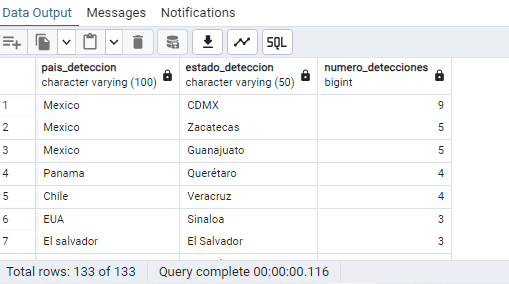 Data Output Messages Notifications
SQL
pais_deteccion estado_deteccion numero_detecciones
character varying (100) character varying (50) bigint
1 Mexico CDMX 9
2 Mexico Zacatecas 5
3 Mexico Guanajuato 5
4 Panama Querétaro 4
5 Chile Veracruz 4
6 EUA Sinaloa 3
7 El salvador El Salvador 3
Total rows: 133 of 133 Query complete 00:00:00.116